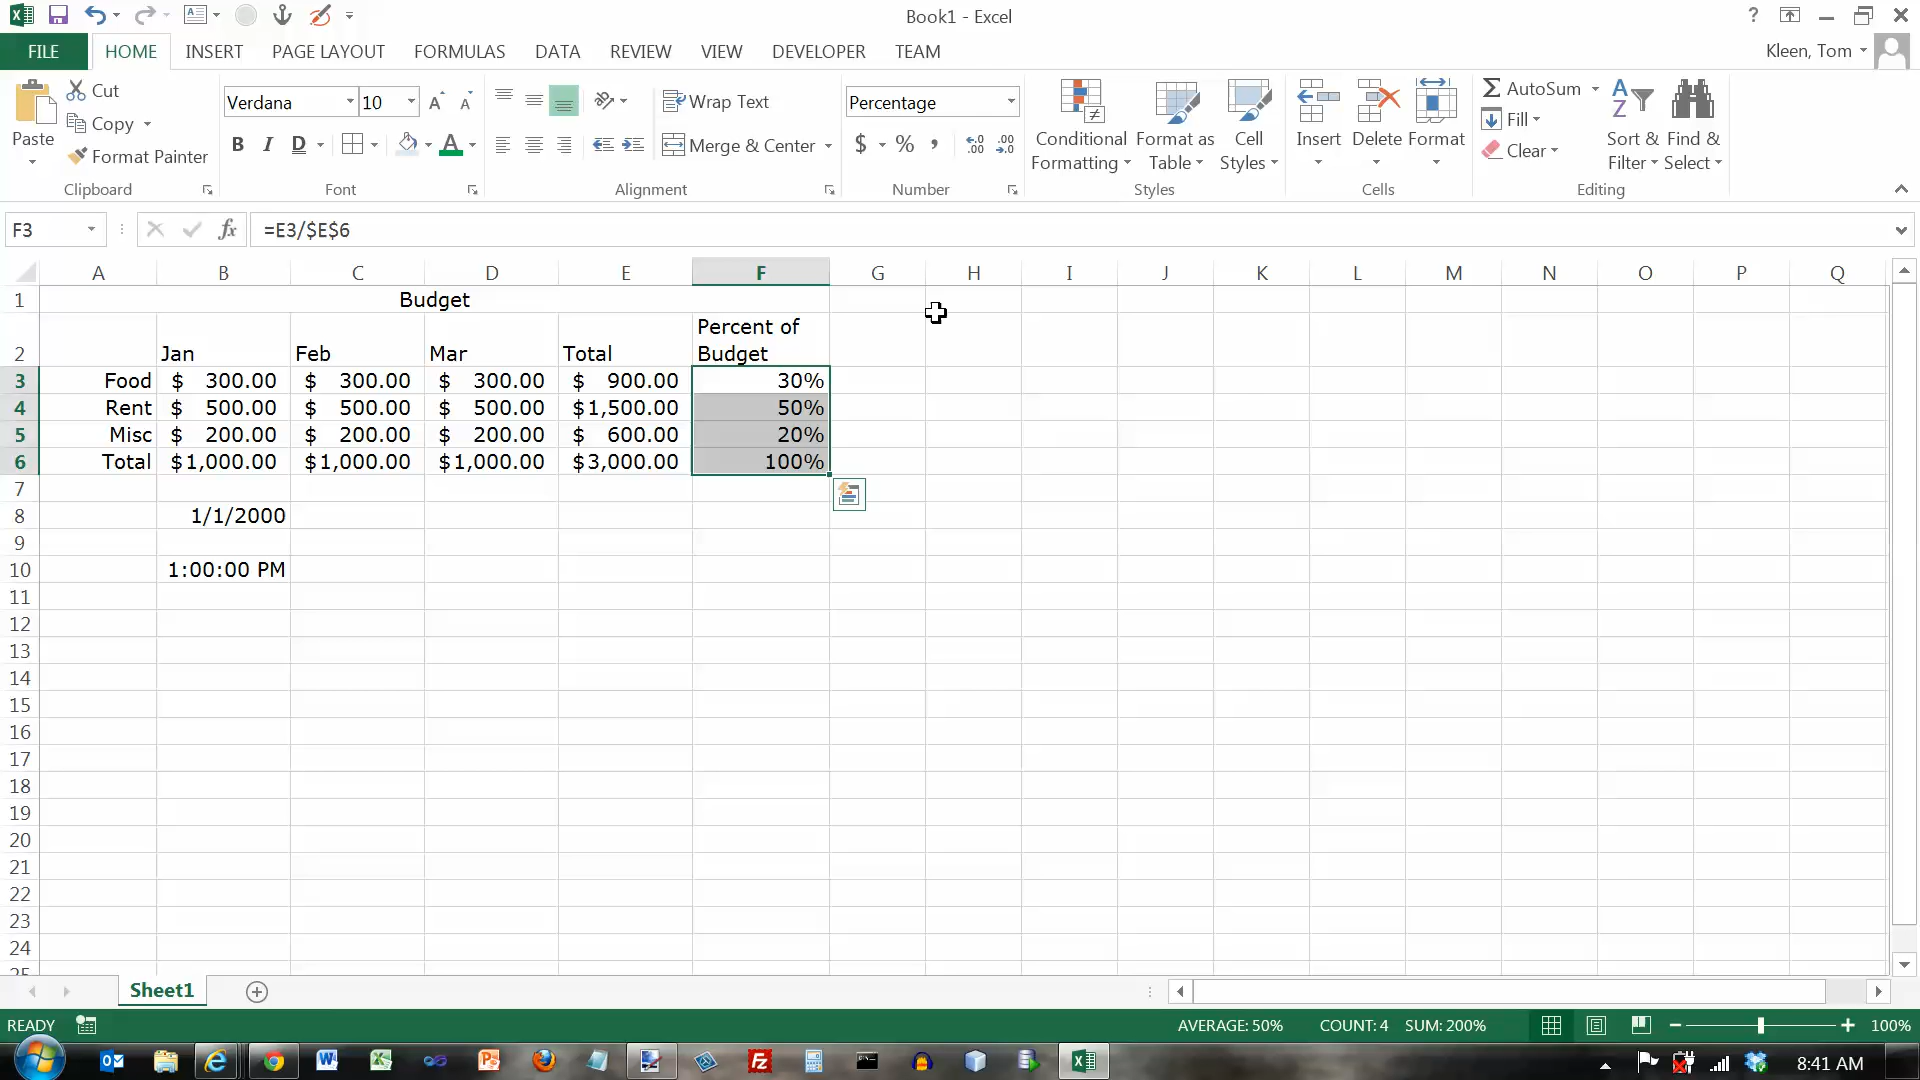 Book1 - Excel
?
FILE HOME INSERT PAGE LAYOUT FORMULAS DATA REVIEW VIEW DEVELOPER TEAM Kleen, Tom
Paste
Cut
Copy
Format Painter
Clipboard
Verdana 10
B I D A
Font
Wrap Text
Merge & Center
Alignment
Percentage
$ % , .0 .00
Number
Conditional Formatting
Format as Table
Cell Styles
Styles
Insert Delete Format
Cells
AutoSum
Fill
Clear
Sort & Filter
Find & Select
Editing
F3 fx =E3/$E$6
A B C D E F G H I J K L M N O P Q
1 Budget
2 Jan Feb Mar Total Percent of Budget
3 Food $ 300.00 $ 300.00 $ 300.00 $ 900.00 30%
4 Rent $ 500.00 $ 500.00 $ 500.00 $1,500.00 50%
5 Misc $ 200.00 $ 200.00 $ 200.00 $ 600.00 20%
6 Total $1,000.00 $1,000.00 $1,000.00 $3,000.00 100%
7
8 1/1/2000
9
10 1:00:00 PM
11
12
13
14
15
16
17
18
19
20
21
22
23
24
25
Sheet1
READY AVERAGE: 50% COUNT: 4 SUM: 200% 100%
8:41 AM